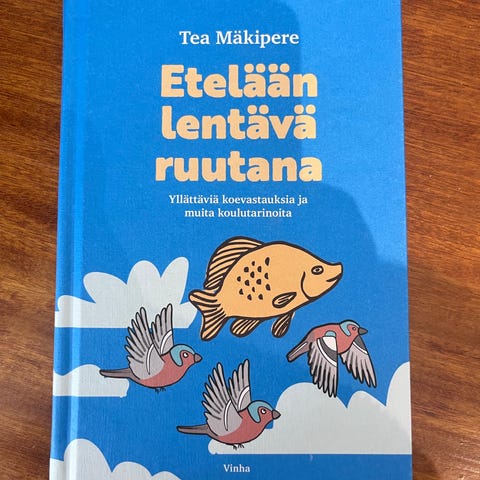 Tea Mäkipere
Etelään
lentävä
ruutana
Yllättäviä koevastauksia ja
muita koulutarinoita
Vinha